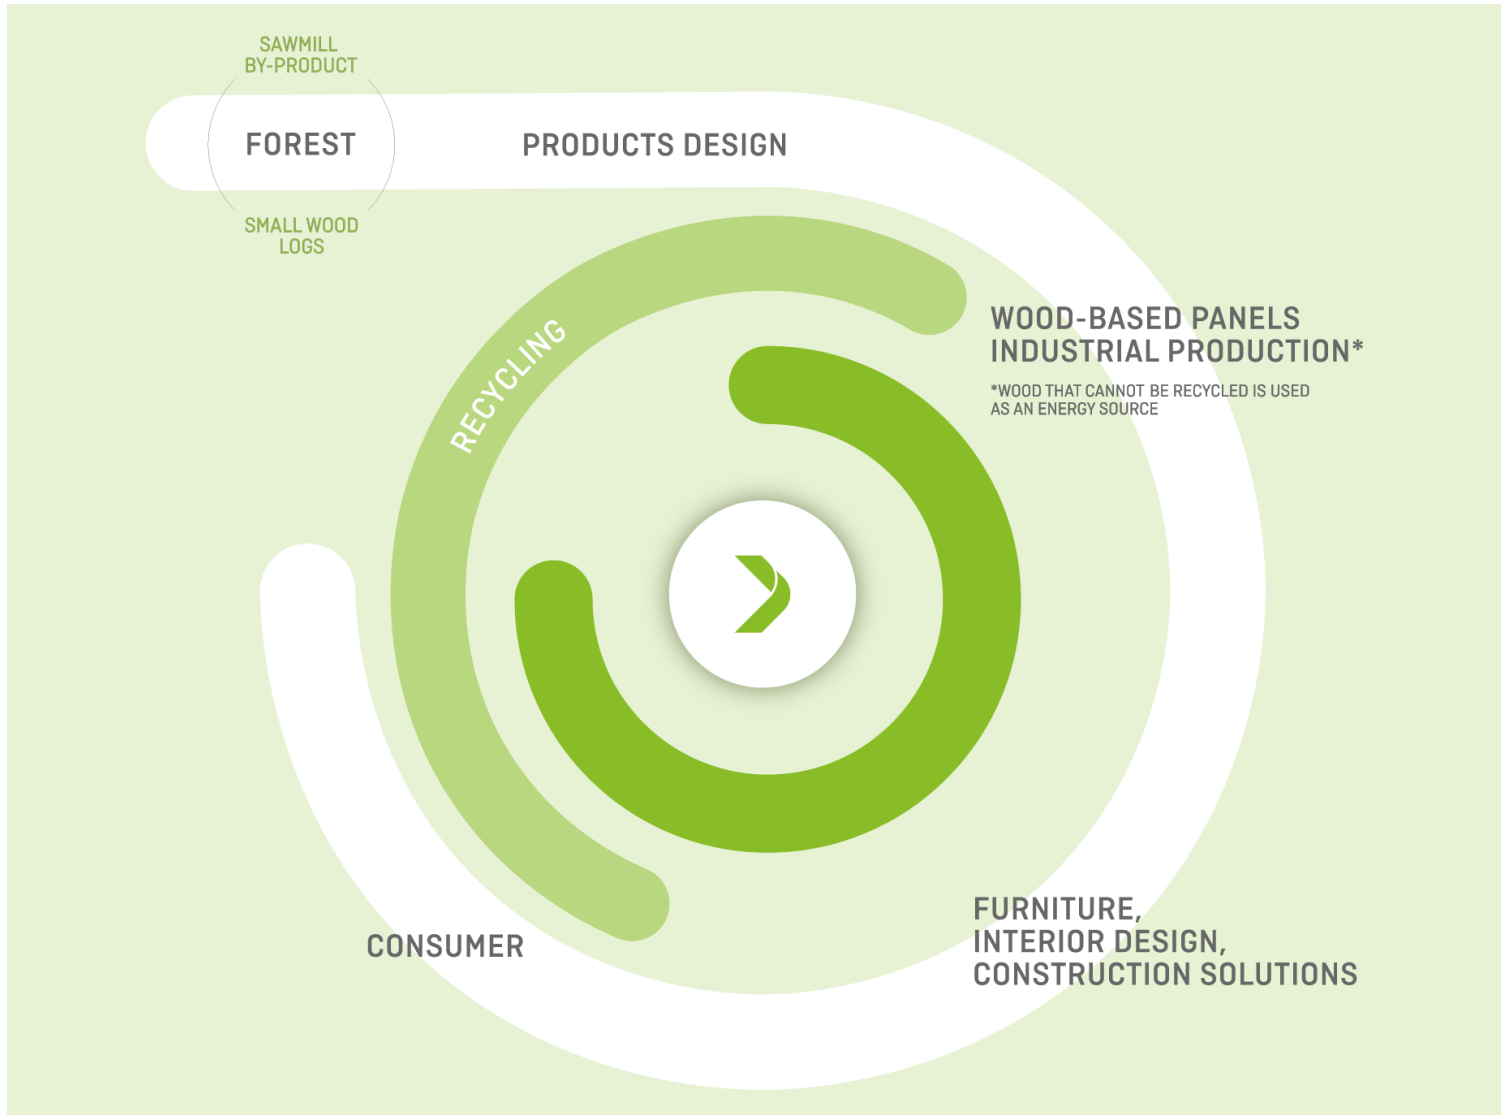 SAWMILL
BY-PRODUCT
FOREST
PRODUCTS DESIGN
SMALL WOOD
LOGS
RECYCLING
WOOD-BASED PANELS
INDUSTRIAL PRODUCTION*
*WOOD THAT CANNOT BE RECYCLED IS USED
AS AN ENERGY SOURCE
FURNITURE,
INTERIOR DESIGN,
CONSTRUCTION SOLUTIONS
CONSUMER